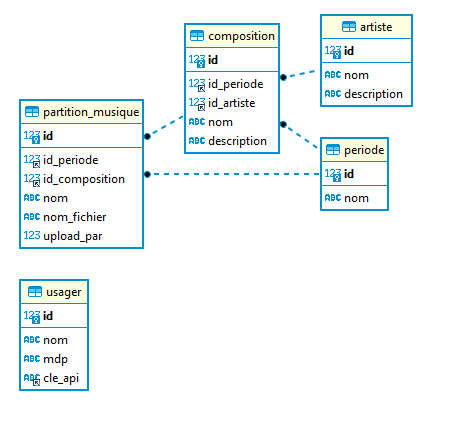 composition
123 id
123 id_periode
123 id_artiste
ABC nom
ABC description
artiste
123 id
ABC nom
ABC description
partition_musique
123 id
123 id_periode
123 id_composition
ABC nom
ABC nom_fichier
123 upload_par
periode
123 id
ABC nom
usager
123 id
ABC nom
ABC mdp
ABC cle_api